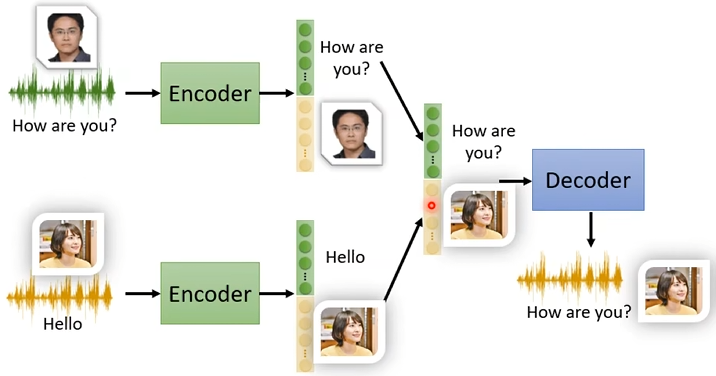 How are
you?
How are you?
Encoder
How are
you?
Decoder
Hello
Encoder
Hello
How are you?